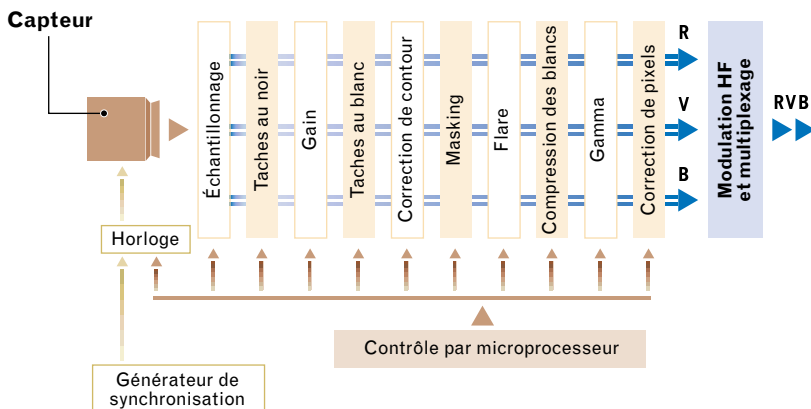 Capteur
Échantillonnage
Taches au noir
Gain
Taches au blanc
Correction de contour
Masking
Flare
Compression des blancs
Gamma
Correction de pixels
R
V
B
Modulation HF
et multiplexage
R V B
Horloge
Contrôle par microprocesseur
Générateur de
synchronisation